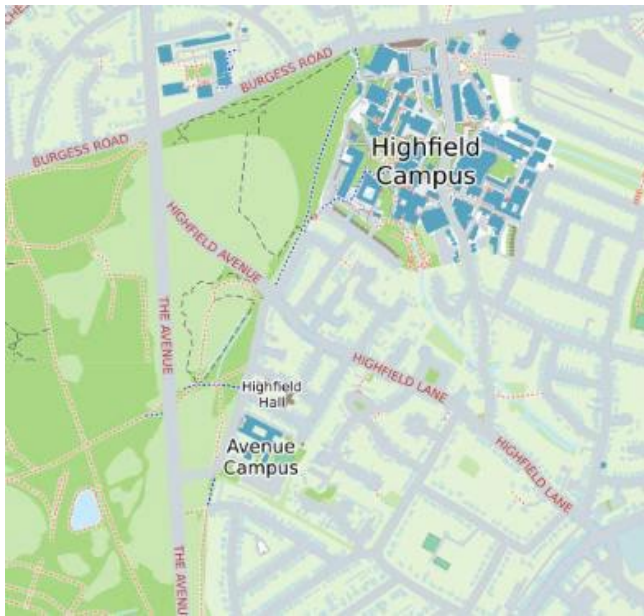 BURGESS ROAD
BURGESS ROAD
Highfield
Campus
HIGHFIELD AVENUE
THE AVENUE
HIGHFIELD LANE
Highfield
Hall
Avenue
Campus
HIGHFIELD LANE
THE AVENUE